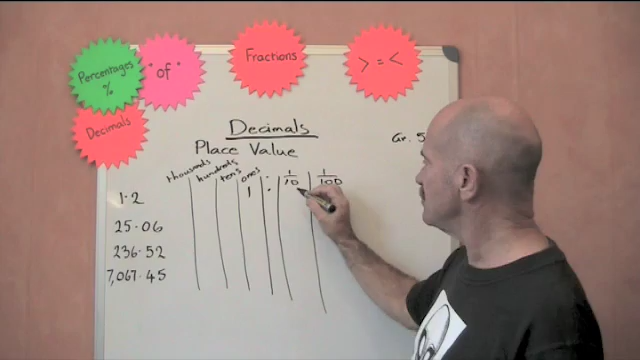 Percentages
%
"of"
Fractions
> = <
Decimals
Decimals
Gr. 5
Place Value
thousands hundreds tens ones · 1/10 1/100
1·2 1 ·
25·06
236·52
7,067·45